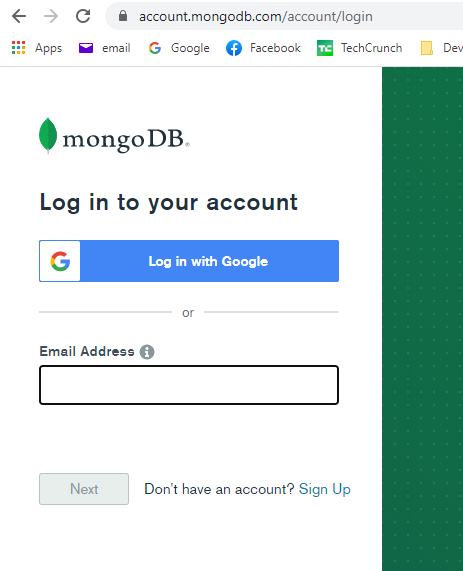 account.mongodb.com/account/login
Apps email Google Facebook TechCrunch Dev
mongoDB®
Log in to your account
Log in with Google
or
Email Address
Next Don't have an account? Sign Up